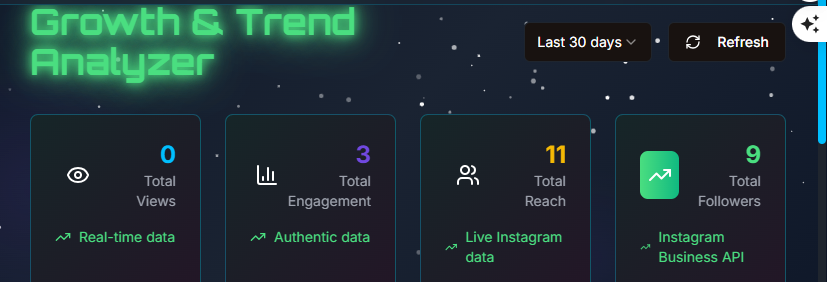 Growth & Trend
Analyzer
Last 30 days
Refresh
0
Total
Views
Real-time data
3
Total
Engagement
Authentic data
11
Total
Reach
Live Instagram
data
9
Total
Followers
Instagram
Business API